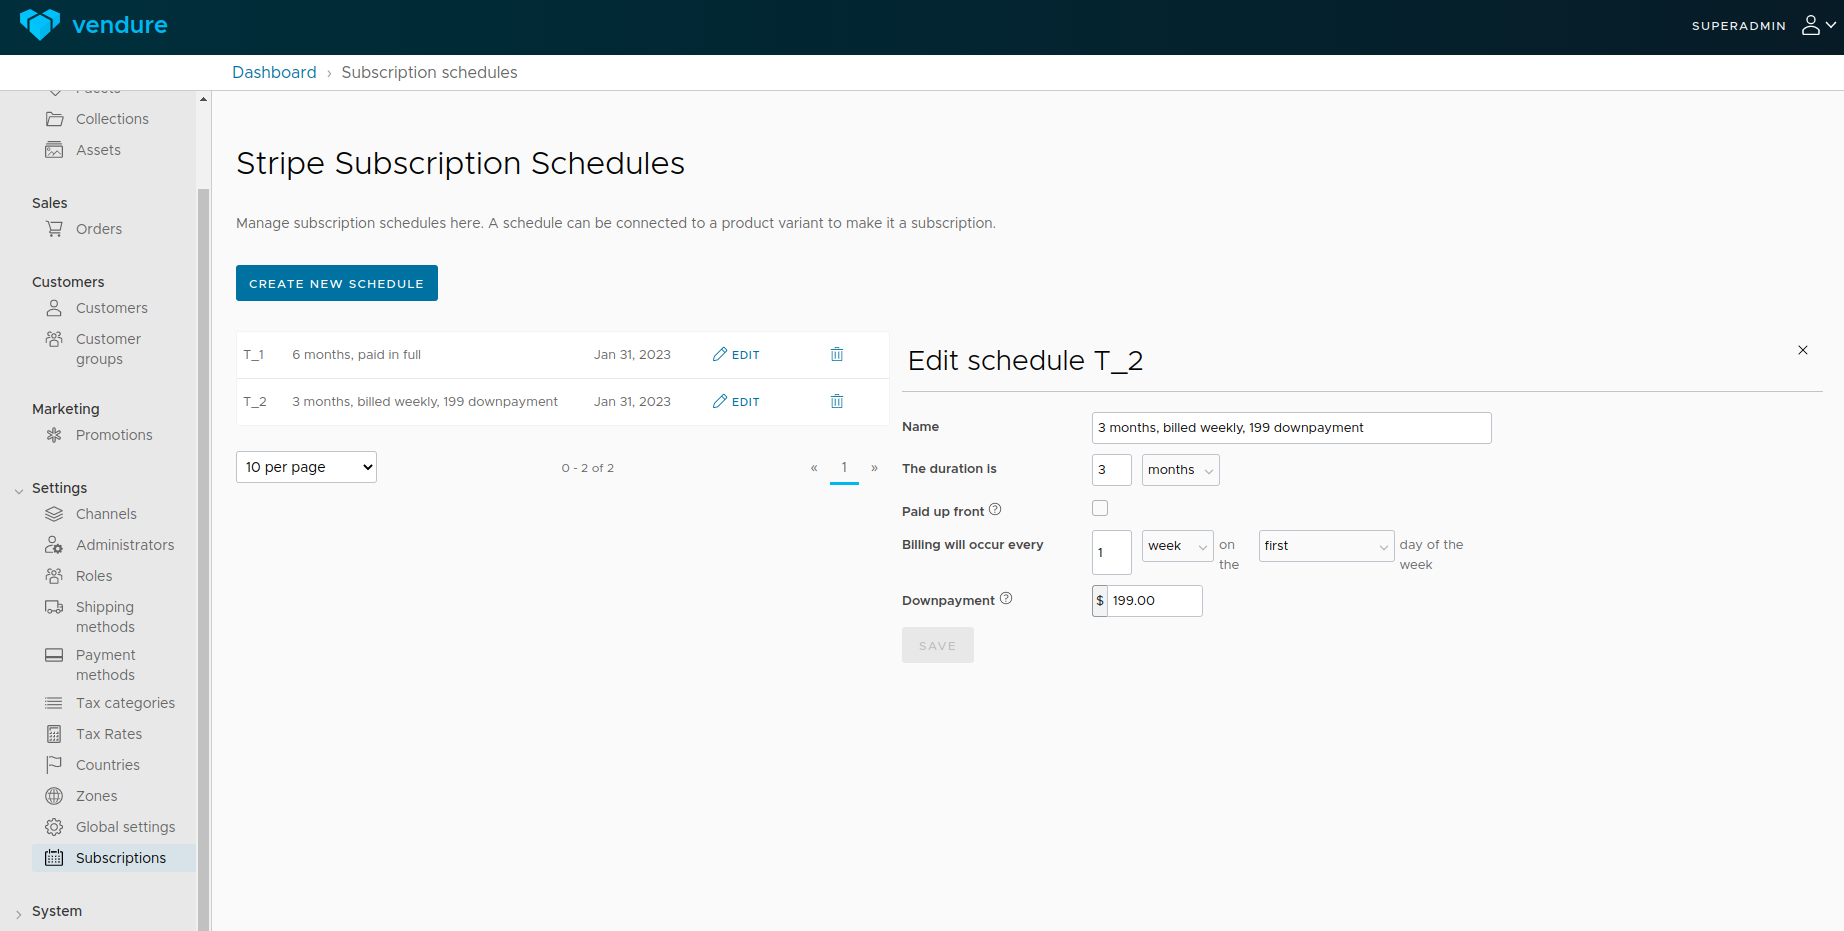 vendure
SUPERADMIN
Dashboard › Subscription schedules
Facets
Collections
Assets
Sales
Orders
Customers
Customers
Customer
groups
Marketing
Promotions
Settings
Channels
Administrators
Roles
Shipping
methods
Payment
methods
Tax categories
Tax Rates
Countries
Zones
Global settings
Subscriptions
System
Stripe Subscription Schedules
Manage subscription schedules here. A schedule can be connected to a product variant to make it a subscription.
CREATE NEW SCHEDULE
T_1 6 months, paid in full Jan 31, 2023 EDIT
T_2 3 months, billed weekly, 199 downpayment Jan 31, 2023 EDIT
10 per page 0 - 2 of 2 « 1 »
Edit schedule T_2
Name 3 months, billed weekly, 199 downpayment
The duration is 3 months
Paid up front
Billing will occur every 1 week on the first day of the week
Downpayment $ 199.00
SAVE